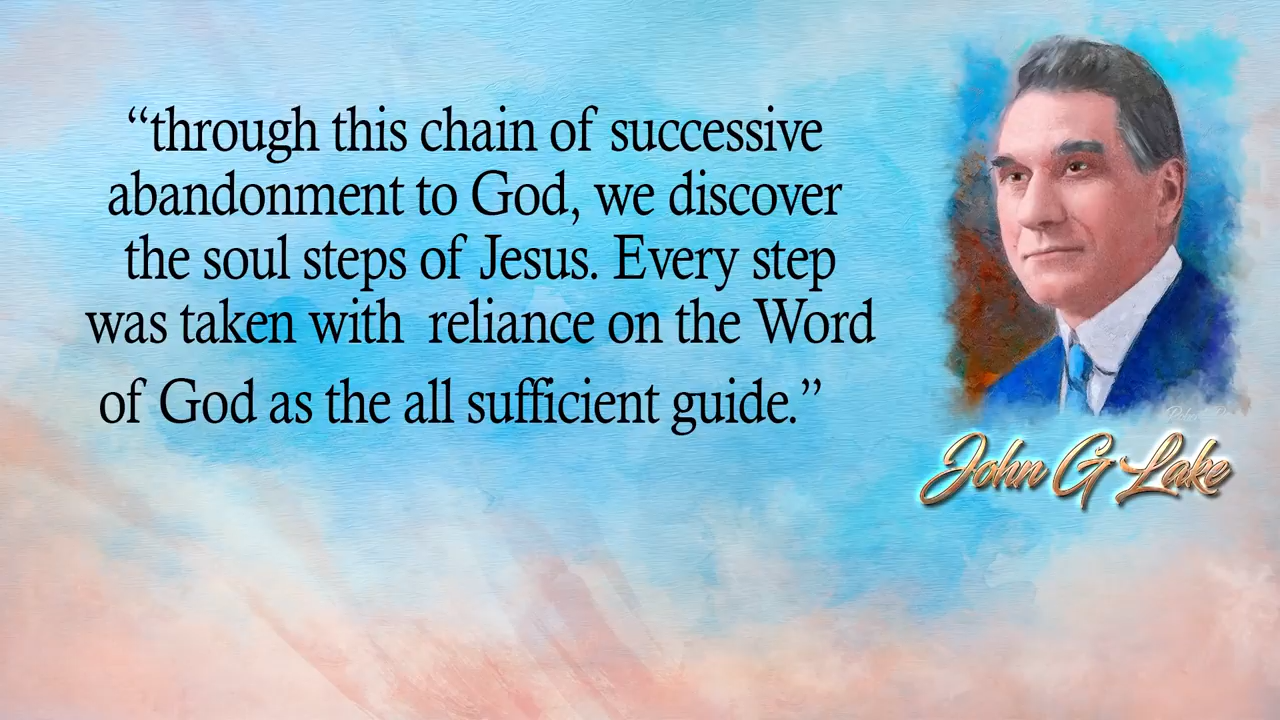 “through this chain of successive
abandonment to God, we discover
the soul steps of Jesus. Every step
was taken with  reliance on the Word
of God as the all sufficient guide.”
John G Lake